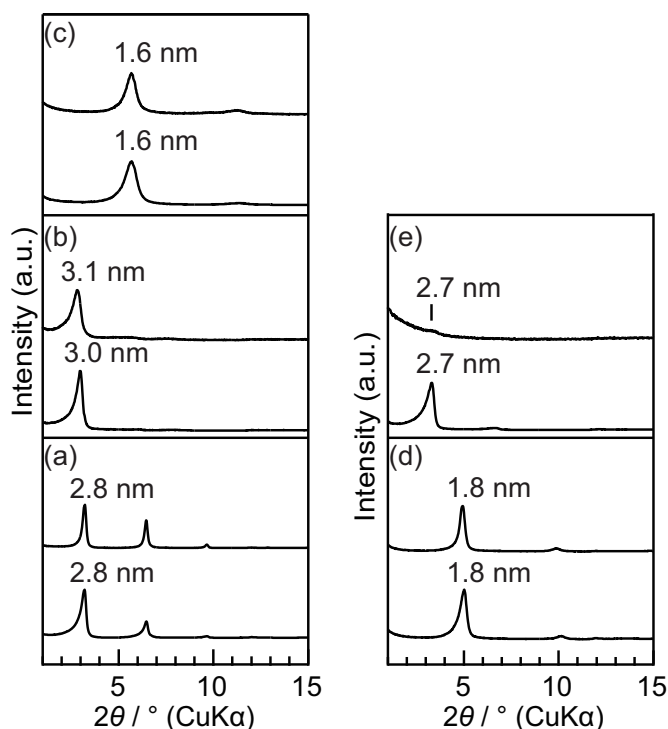 (c)
1.6 nm
1.6 nm
(b)
3.1 nm
3.0 nm
(a)
2.8 nm
2.8 nm
Intensity (a.u.)
5 10 15
2θ / ° (CuKα)
(e)
2.7 nm
2.7 nm
(d)
1.8 nm
1.8 nm
Intensity (a.u.)
5 10 15
2θ / ° (CuKα)